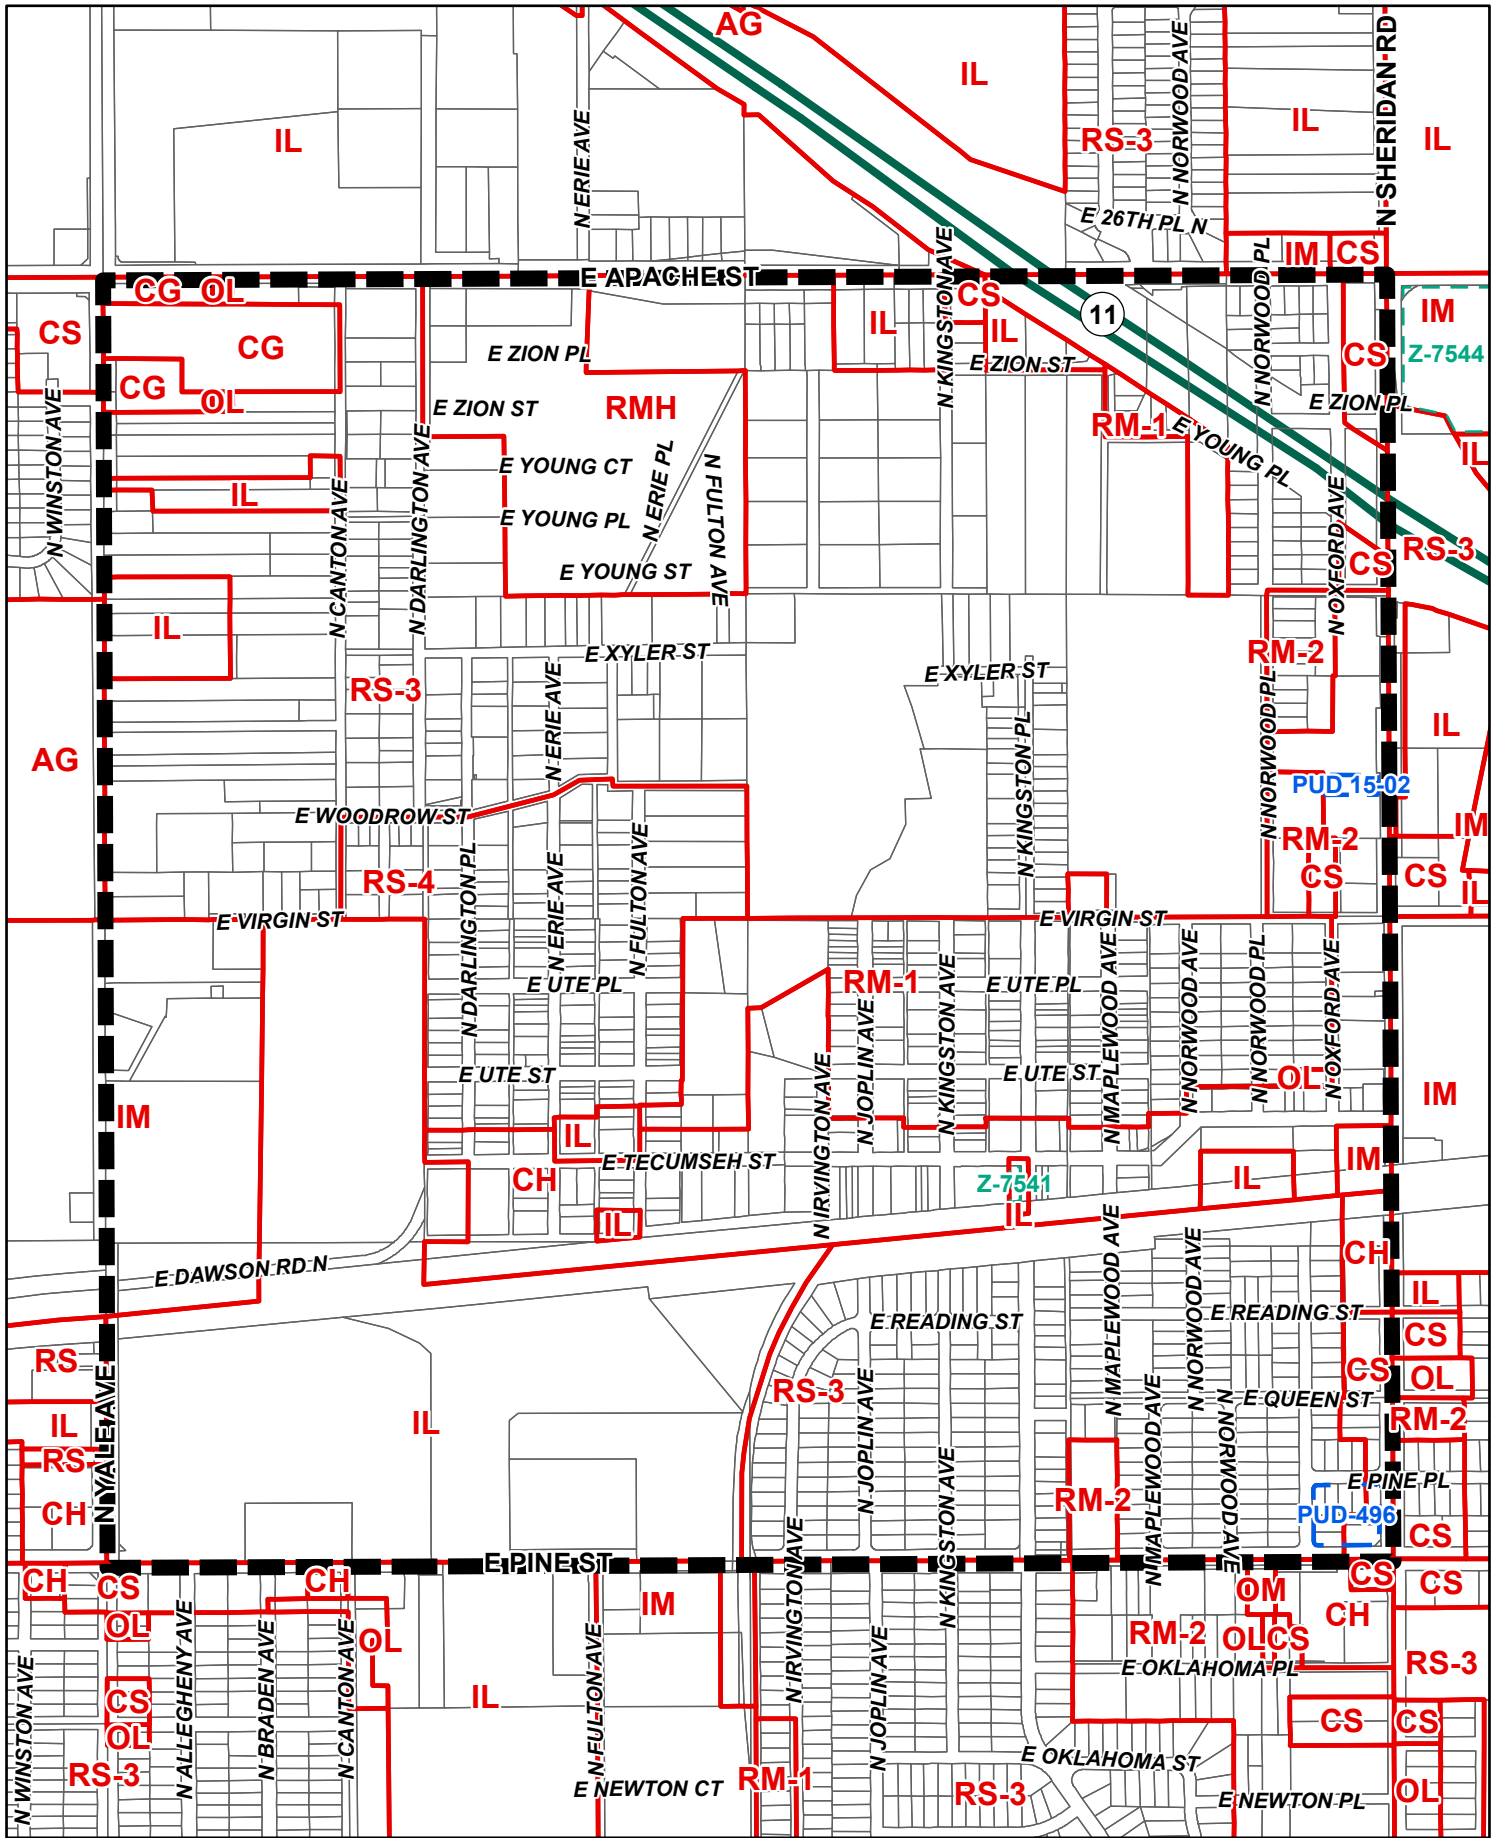 AG
IL
N NORWOOD AVE
N SHERIDAN RD
IL
N ERIE AVE
RS-3
IL
IL
E 26TH PL N
N KINGSTON AVE
IM
CS
N NORWOOD PL
E APACHE ST
CG
OL
CS
11
IM
CS
CG
IL
IL
Z-7544
E ZION PL
E ZION ST
CS
CG
OL
E ZION ST
RMH
E ZION PL
RM-1
E YOUNG PL
N WINSTON AVE
IL
E YOUNG CT
N ERIE PL
N FULTON AVE
IL
N CANTON AVE
N DARLINGTON AVE
E YOUNG PL
N OXFORD AVE
RS-3
CS
E YOUNG ST
IL
E XYLER ST
RM-2
E XYLER ST
RS-3
N ERIE AVE
N NORWOOD PL
IL
AG
N KINGSTON PL
PUD 15-02
E WOODROW ST
IM
RM-2
RS-4
N DARLINGTON PL
N ERIE AVE
N FULTON AVE
CS
CS
IL
E VIRGIN ST
E VIRGIN ST
RM-1
E UTE PL
E UTE PL
N JOPLIN AVE
N KINGSTON AVE
N MAPLEWOOD AVE
N NORWOOD AVE
N NORWOOD PL
N OXFORD AVE
E UTE ST
E UTE ST
OL
IM
IM
N IRVINGTON AVE
IL
E TECUMSEH ST
IM
CH
Z-7541
IL
IL
IL
CH
E DAWSON RD N
N MAPLEWOOD AVE
N NORWOOD AVE
IL
E READING ST
E READING ST
CS
RS
CS
OL
RS-3
E QUEEN ST
IL
IL
RM-2
RS
N YALE AVE
N JOPLIN AVE
N KINGSTON AVE
N MAPLEWOOD AVE
N NORWOOD AVE
E PINE PL
RM-2
CH
PUD-496
CS
N IRVINGTON AVE
E PINE ST
CH
CS
CH
CS
CS
OM
IM
CH
OL
OL
RM-2
OL
CS
N WINSTON AVE
N ALLEGHENY AVE
N BRADEN AVE
N CANTON AVE
N FULTON AVE
N JOPLIN AVE
E OKLAHOMA PL
RS-3
CS
IL
CS
CS
OL
E OKLAHOMA ST
RS-3
RM-1
E NEWTON CT
RS-3
E NEWTON PL
OL